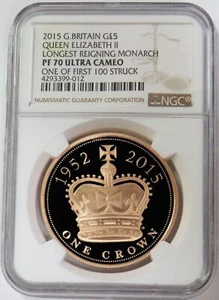 2015 G.BRITAIN G£5
QUEEN ELIZABETH II
LONGEST REIGNING MONARCH
PF 70 ULTRA CAMEO
ONE OF FIRST 100 STRUCK
4293399-012
NUMISMATIC GUARANTY CORPORATION
NGC
1952 2015
ONE CROWN